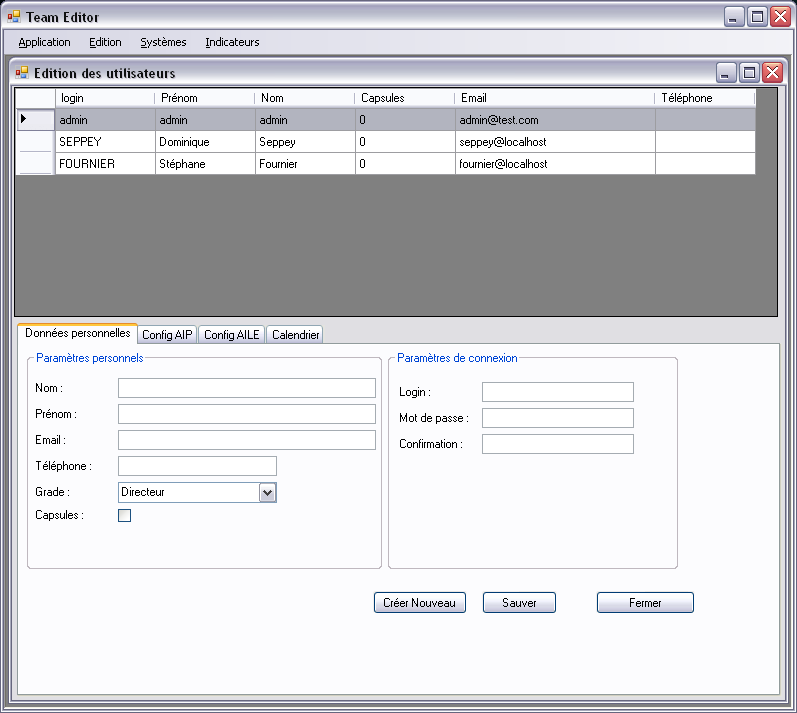 Team Editor
Application Edition Systèmes Indicateurs
Edition des utilisateurs
login Prénom Nom Capsules Email Téléphone
admin admin admin 0 admin@test.com
SEPPEY Dominique Seppey 0 seppey@localhost
FOURNIER Stéphane Fournier 0 fournier@localhost
Données personnelles Config AIP Config AILE Calendrier
Paramètres personnels
Nom :
Prénom :
Email :
Téléphone :
Grade : Directeur
Capsules :
Paramètres de connexion
Login :
Mot de passe :
Confirmation :
Créer Nouveau Sauver Fermer